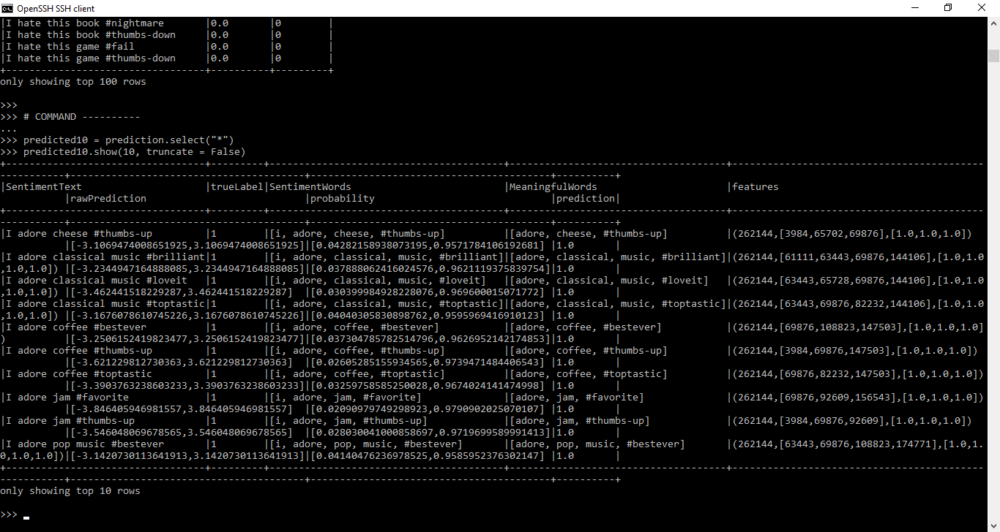 OpenSSH SSH client
|I hate this book #nightmare       |0.0       |0        |
|I hate this book #thumbs-down     |0.0       |0        |
|I hate this game #fail            |0.0       |0        |
|I hate this game #thumbs-down     |0.0       |0        |
+----------------------------------+----------+---------+
only showing top 100 rows
>>>
>>> # COMMAND ----------
...
>>> predicted10 = prediction.select("*")
>>> predicted10.show(10, truncate = False)
+----------------------------------+---------+----------------------------------------+-------------------------------------+-------------------------------------------
-----------+----------------------------------------+-----------------------------------------+----------+
|SentimentText                      |trueLabel|SentimentWords                          |MeaningfulWords                      |features
           |rawPrediction                           |probability                              |prediction|
+----------------------------------+---------+----------------------------------------+-------------------------------------+-------------------------------------------
-----------+----------------------------------------+-----------------------------------------+----------+
|I adore cheese #thumbs-up          |1        |[i, adore, cheese, #thumbs-up]          |[adore, cheese, #thumbs-up]          |(262144,[3984,65702,69876],[1.0,1.0,1.0])
           |[-3.1069474008651925,3.1069474008651925]|[0.04282158938073195,0.9571784106192681] |1.0       |
|I adore classical music #brilliant|1        |[i, adore, classical, music, #brilliant]|[adore, classical, music, #brilliant]|(262144,[61111,63443,69876,144106],[1.0,1.0
,1.0,1.0]) |[-3.2344947164888085,3.2344947164888085]|[0.037888062416024576,0.9621119375839754]|1.0       |
|I adore classical music #loveit   |1        |[i, adore, classical, music, #loveit]   |[adore, classical, music, #loveit]   |(262144,[63443,65728,69876,144106],[1.0,1.0
,1.0,1.0]) |[-3.462441518229287,3.462441518229287]  |[0.030399984928228076,0.969600015071772] |1.0       |
|I adore classical music #toptastic|1        |[i, adore, classical, music, #toptastic]|[adore, classical, music, #toptastic]|(262144,[63443,69876,82232,144106],[1.0,1.0
,1.0,1.0]) |[-3.1676078610745226,3.1676078610745226]|[0.04040305830898762,0.9595969416910123] |1.0       |
|I adore coffee #bestever          |1        |[i, adore, coffee, #bestever]           |[adore, coffee, #bestever]           |(262144,[69876,108823,147503],[1.0,1.0,1.0]
)          |[-3.2506152419823477,3.2506152419823477]|[0.037304785782514796,0.9626952142174853]|1.0       |
|I adore coffee #thumbs-up         |1        |[i, adore, coffee, #thumbs-up]          |[adore, coffee, #thumbs-up]          |(262144,[3984,69876,147503],[1.0,1.0,1.0])
           |[-3.621229812730363,3.621229812730363]  |[0.02605285155934565,0.9739471484406543] |1.0       |
|I adore coffee #toptastic         |1        |[i, adore, coffee, #toptastic]          |[adore, coffee, #toptastic]          |(262144,[69876,82232,147503],[1.0,1.0,1.0])
           |[-3.3903763238603233,3.3903763238603233]|[0.03259758585250028,0.9674024141474998] |1.0       |
|I adore jam #favorite             |1        |[i, adore, jam, #favorite]              |[adore, jam, #favorite]              |(262144,[69876,92609,156543],[1.0,1.0,1.0])
           |[-3.846405946981557,3.846405946981557]  |[0.020909792749298923,0.9790902025070107]|1.0       |
|I adore jam #thumbs-up            |1        |[i, adore, jam, #thumbs-up]             |[adore, jam, #thumbs-up]             |(262144,[3984,69876,92609],[1.0,1.0,1.0])
           |[-3.546048069678565,3.546048069678565]  |[0.028030041000858697,0.9719699589991413]|1.0       |
|I adore pop music #bestever       |1        |[i, adore, pop, music, #bestever]       |[adore, pop, music, #bestever]       |(262144,[63443,69876,108823,174771],[1.0,1.
0,1.0,1.0])|[-3.1420730113641913,3.1420730113641913]|[0.04140476236978525,0.9585952376302147] |1.0       |
+----------------------------------+---------+----------------------------------------+-------------------------------------+-------------------------------------------
-----------+----------------------------------------+-----------------------------------------+----------+
only showing top 10 rows
>>>